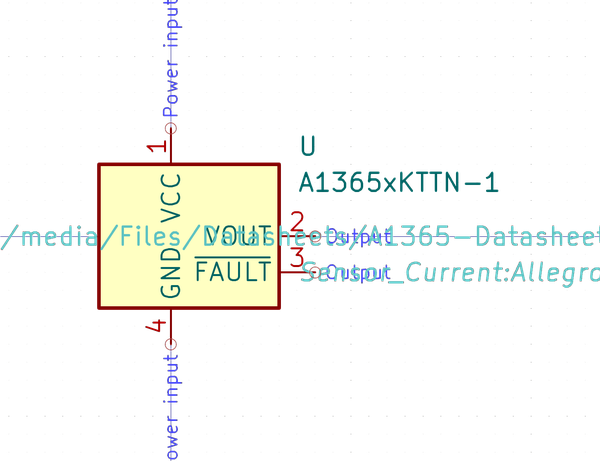 Power input
1
U
A1365xKTTN-1
VCC
2
/media/Files/Datasheets/A1365-Datasheet
VOUT
Output
GND
3
FAULT
Output
Sensor_Current:Allegro
4
ower input